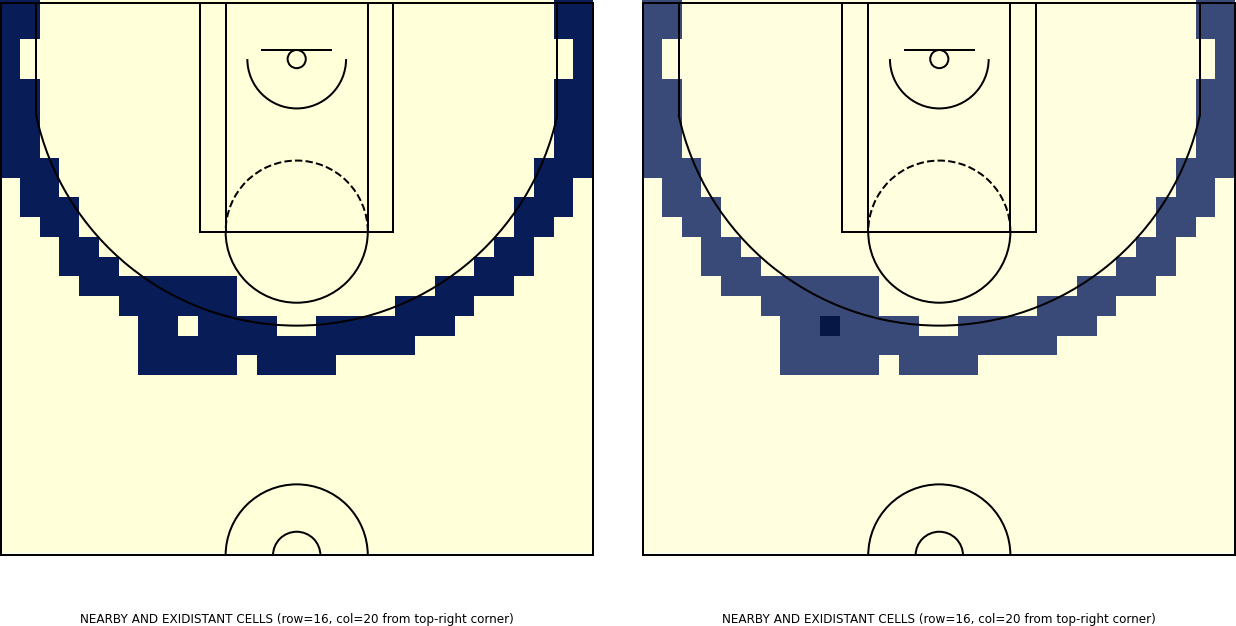 NEARBY AND EXIDISTANT CELLS (row=16, col=20 from top-right corner)
NEARBY AND EXIDISTANT CELLS (row=16, col=20 from top-right corner)